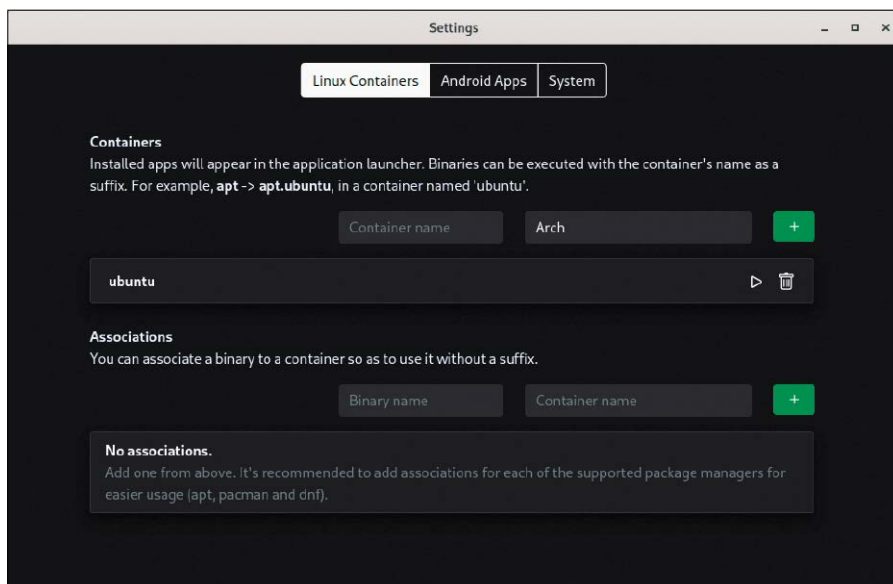 Settings
Linux Containers Android Apps System
Containers
Installed apps will appear in the application launcher. Binaries can be executed with the container's name as a
suffix. For example, apt -> apt.ubuntu, in a container named 'ubuntu'.
Container name Arch +
ubuntu
Associations
You can associate a binary to a container so as to use it without a suffix.
Binary name Container name +
No associations.
Add one from above. It's recommended to add associations for each of the supported package managers for
easier usage (apt, pacman and dnf).